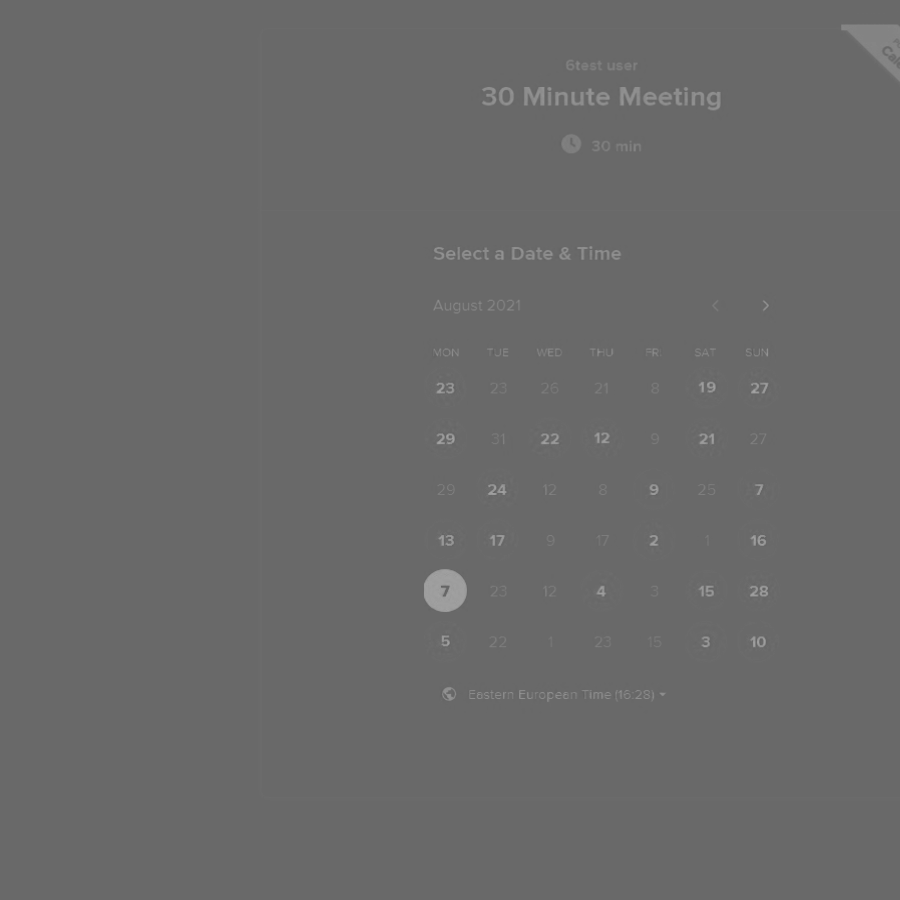 6test user
30 Minute Meeting
30 min
Select a Date & Time
August 2021
MON TUE WED THU FRI SAT SUN
23 23 26 21 8 19 27
29 31 22 12 9 21 27
29 24 12 8 9 25 7
13 17 9 17 2 1 16
7 23 12 4 3 15 28
5 22 1 23 15 3 10
Eastern European Time (16:28)